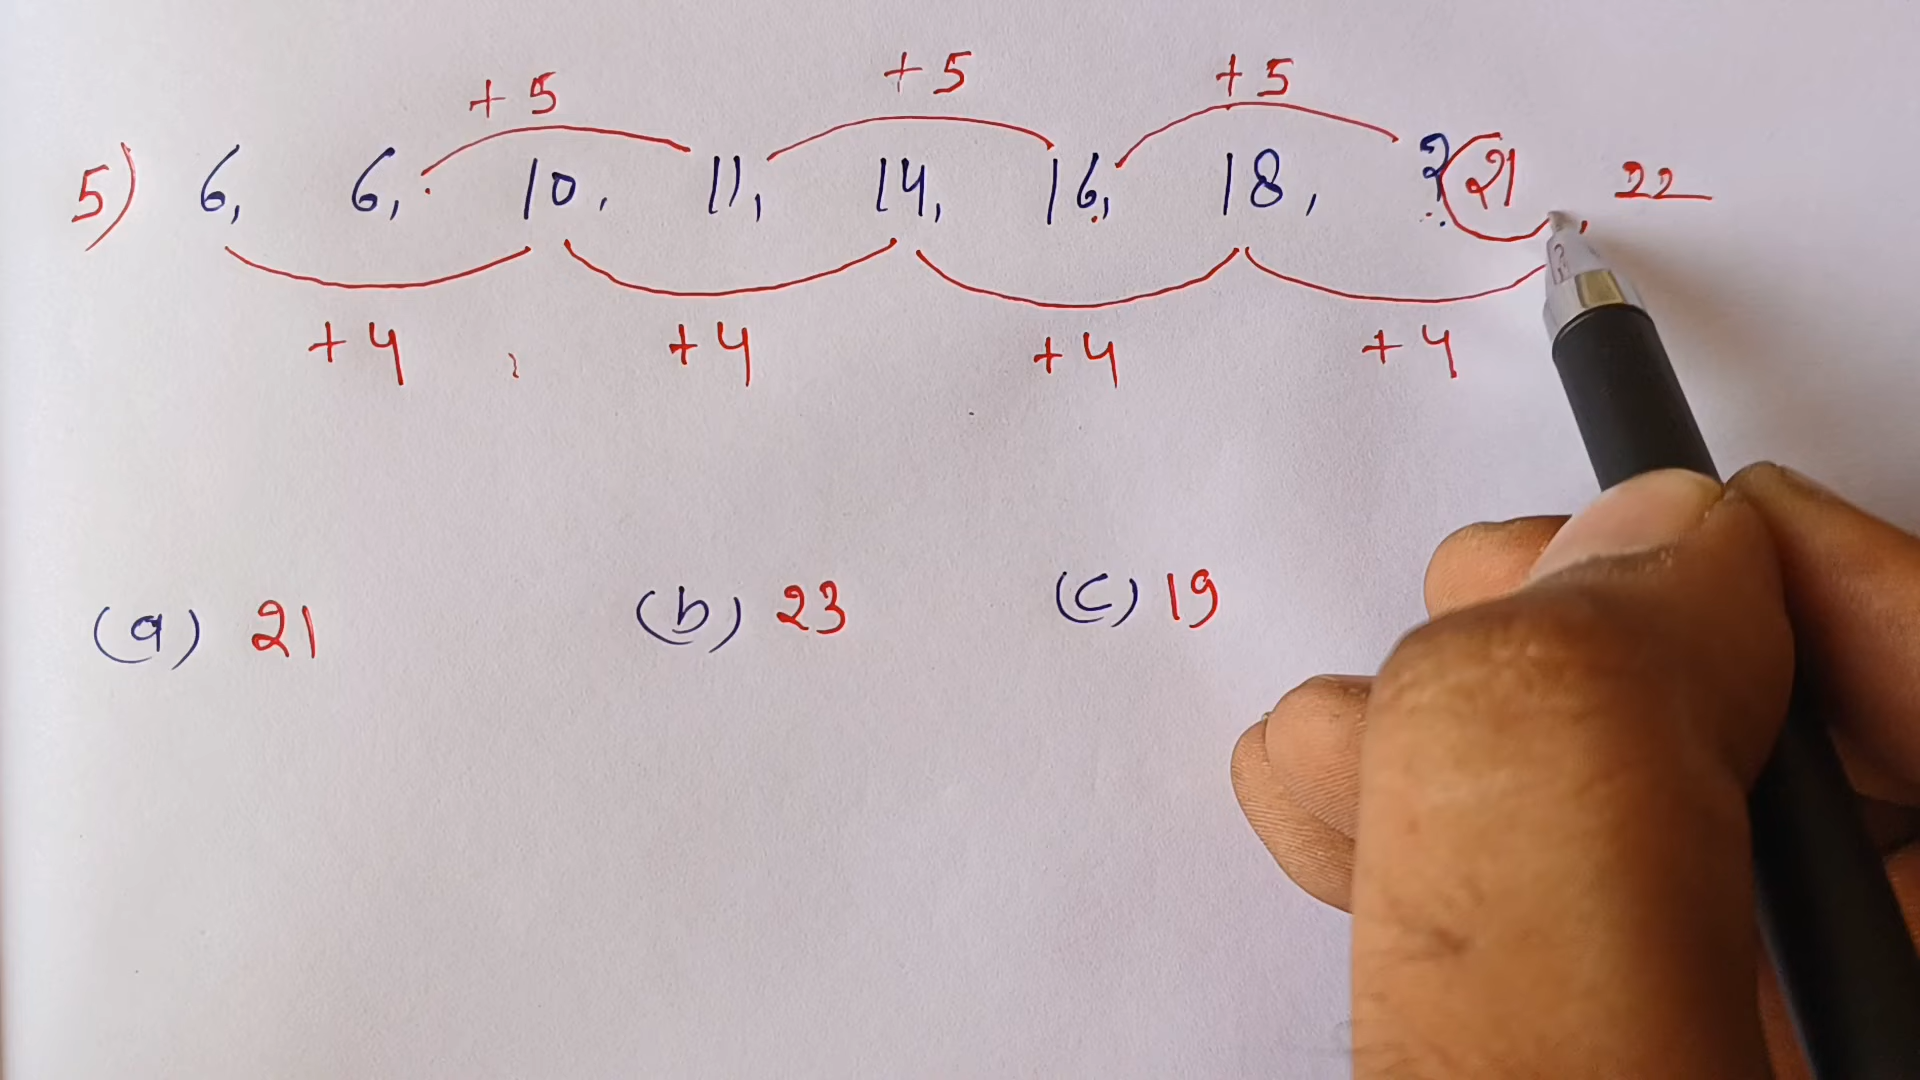 +5 +5 +5
5) 6, 6, 10, 11, 14, 16, 18, ? 21, 22
+4 +4 +4 +4
(a) 21 (b) 23 (c) 19